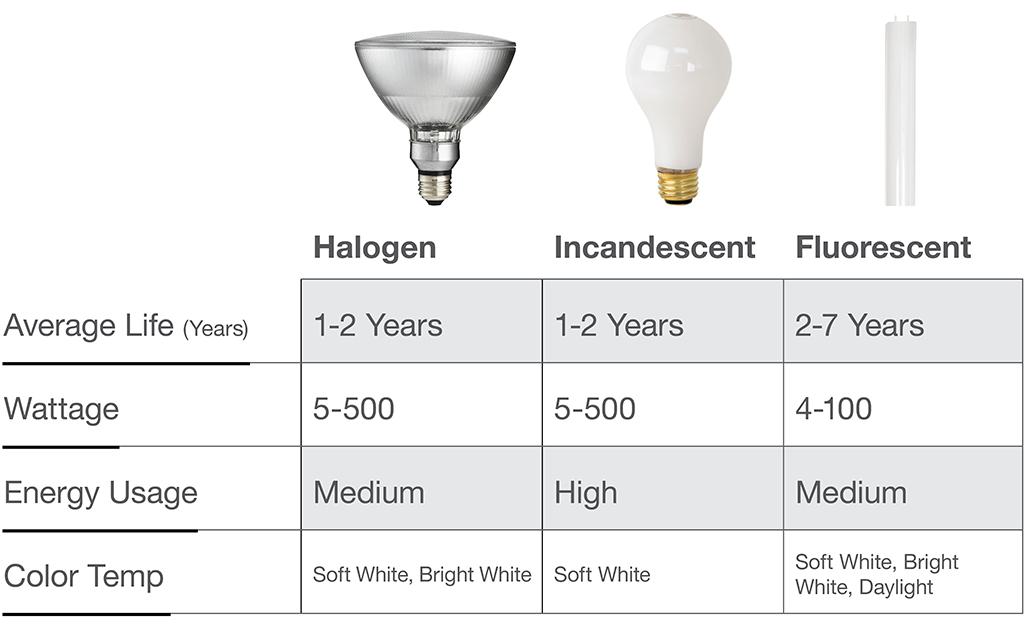 Halogen Incandescent Fluorescent
Average Life (Years) 1-2 Years 1-2 Years 2-7 Years
Wattage 5-500 5-500 4-100
Energy Usage Medium High Medium
Color Temp Soft White, Bright White Soft White Soft White, Bright
White, Daylight